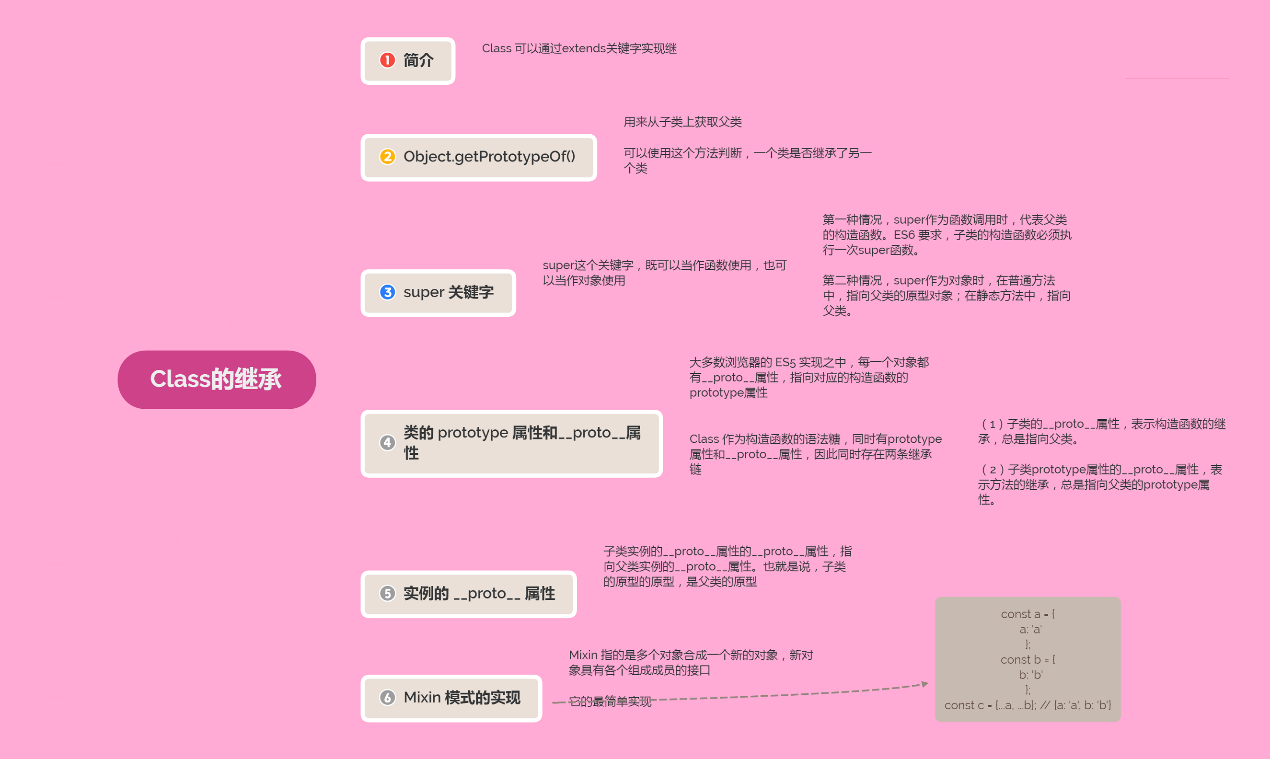 Class的继承
1 简介
Class 可以通过extends关键字实现继
2 Object.getPrototypeOf()
用来从子类上获取父类
可以使用这个方法判断，一个类是否继承了另一
个类
3 super 关键字
super这个关键字，既可以当作函数使用，也可
以当作对象使用
第一种情况，super作为函数调用时，代表父类
的构造函数。ES6 要求，子类的构造函数必须执
行一次super函数。
第二种情况，super作为对象时，在普通方法
中，指向父类的原型对象；在静态方法中，指向
父类。
4 类的 prototype 属性和__proto__属
性
大多数浏览器的 ES5 实现之中，每一个对象都
有__proto__属性，指向对应的构造函数的
prototype属性
Class 作为构造函数的语法糖，同时有prototype
属性和__proto__属性，因此同时存在两条继承
链
（1）子类的__proto__属性，表示构造函数的继
承，总是指向父类。
（2）子类prototype属性的__proto__属性，表
示方法的继承，总是指向父类的prototype属
性。
5 实例的 __proto__ 属性
子类实例的__proto__属性的__proto__属性，指
向父类实例的__proto__属性。也就是说，子类
的原型的原型，是父类的原型
6 Mixin 模式的实现
Mixin 指的是多个对象合成一个新的对象，新对
象具有各个组成成员的接口
它的最简单实现
const a = {
a: 'a'
};
const b = {
b: 'b'
};
const c = {...a, ...b}; // {a: 'a', b: 'b'}